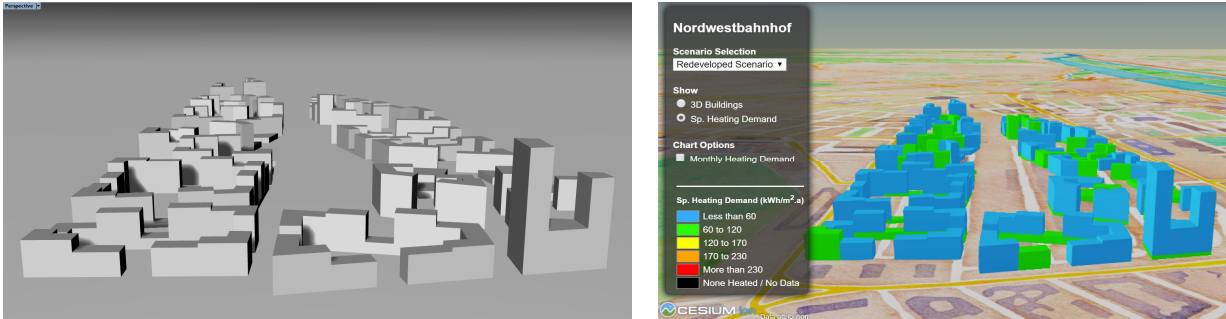 Perspective
Nordwestbahnhof
Scenario Selection
Redeveloped Scenario
Show
3D Buildings
Sp. Heating Demand
Chart Options
Monthly Heating Demand
Sp. Heating Demand (kWh/m².a)
Less than 60
60 to 120
120 to 170
170 to 230
More than 230
None Heated / No Data
CESIUM
Data attribution